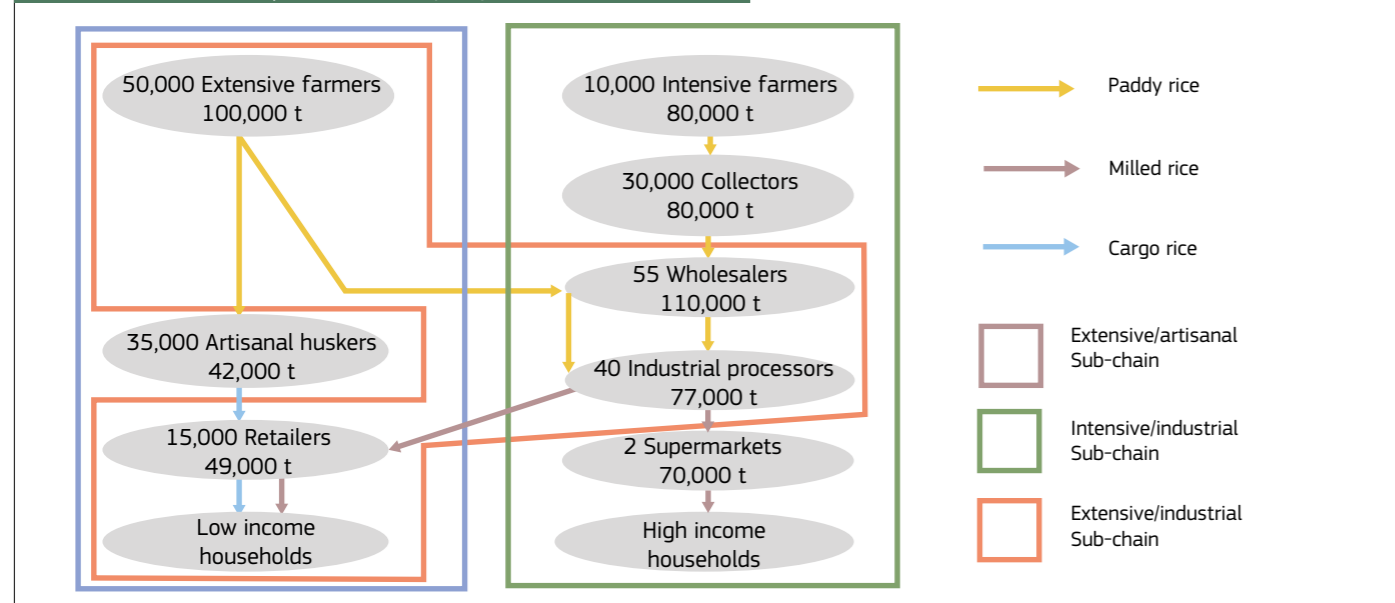 50,000 Extensive farmers
100,000 t
35,000 Artisanal huskers
42,000 t
15,000 Retailers
49,000 t
Low income
households
10,000 Intensive farmers
80,000 t
30,000 Collectors
80,000 t
55 Wholesalers
110,000 t
40 Industrial processors
77,000 t
2 Supermarkets
70,000 t
High income
households
Paddy rice
Milled rice
Cargo rice
Extensive/artisanal
Sub-chain
Intensive/industrial
Sub-chain
Extensive/industrial
Sub-chain